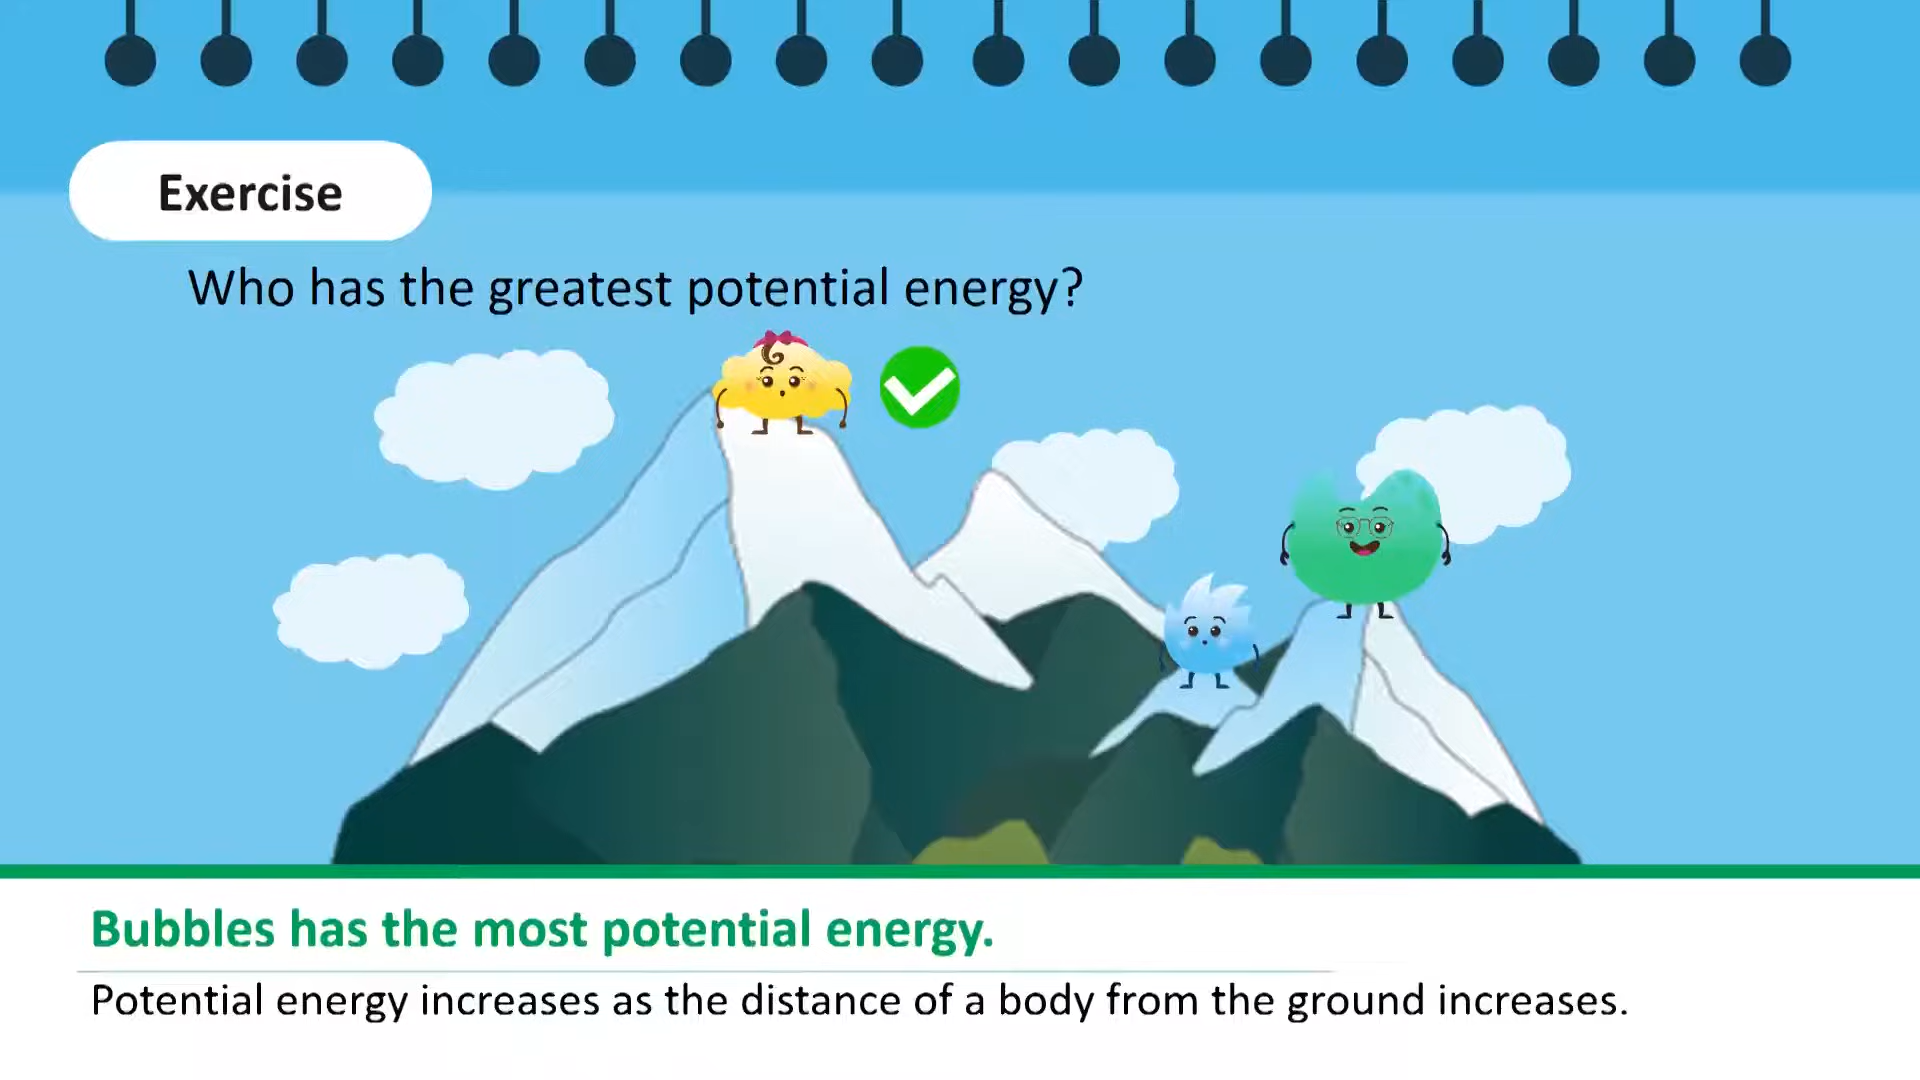 Exercise
Who has the greatest potential energy?
Bubbles has the most potential energy.
Potential energy increases as the distance of a body from the ground increases.